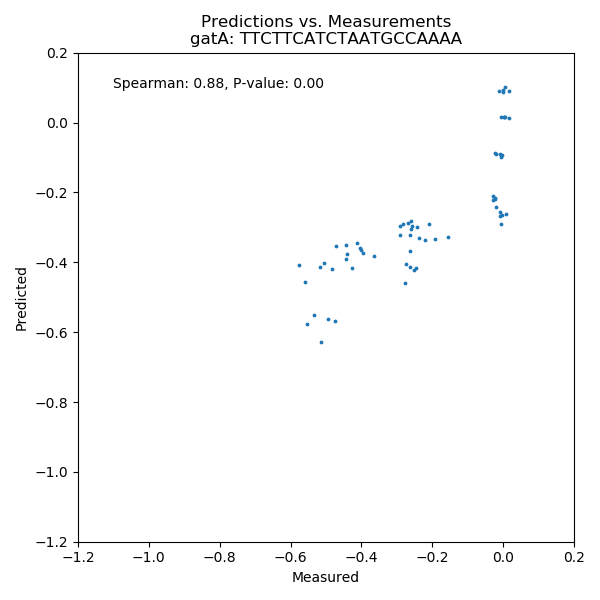 Predictions vs. Measurements
gatA: TTCTTCATCTAATGCCAAAA
Spearman: 0.88, P-value: 0.00
0.2
0.0
−0.2
−0.4
−0.6
−0.8
−1.0
−1.2
Predicted
−1.2 −1.0 −0.8 −0.6 −0.4 −0.2 0.0 0.2
Measured